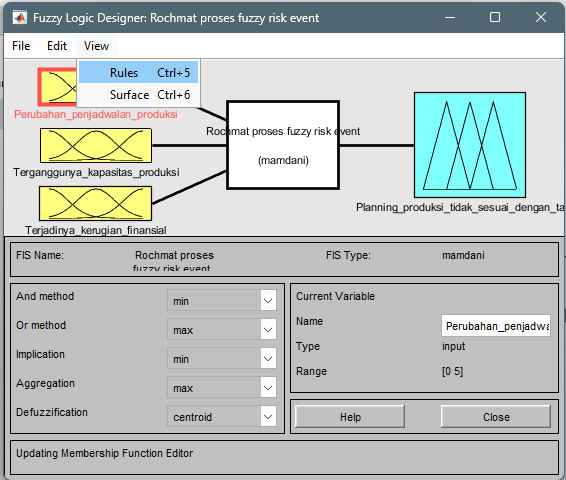 Fuzzy Logic Designer: Rochmat proses fuzzy risk event
File Edit View
Rules Ctrl+5
Surface Ctrl+6
Perubahan_penjadwalan_produksi
Terganggunya_kapasitas_produksi
Terjadinya_kerugian_finansial
Rochmat proses fuzzy risk event
(mamdani)
Planning_produksi_tidak_sesuai_dengan_ta
FIS Name: Rochmat proses
fuzzy risk event
FIS Type: mamdani
And method min
Or method max
Implication min
Aggregation max
Defuzzification centroid
Current Variable
Name Perubahan_penjadwa
Type input
Range [0 5]
Help Close
Updating Membership Function Editor